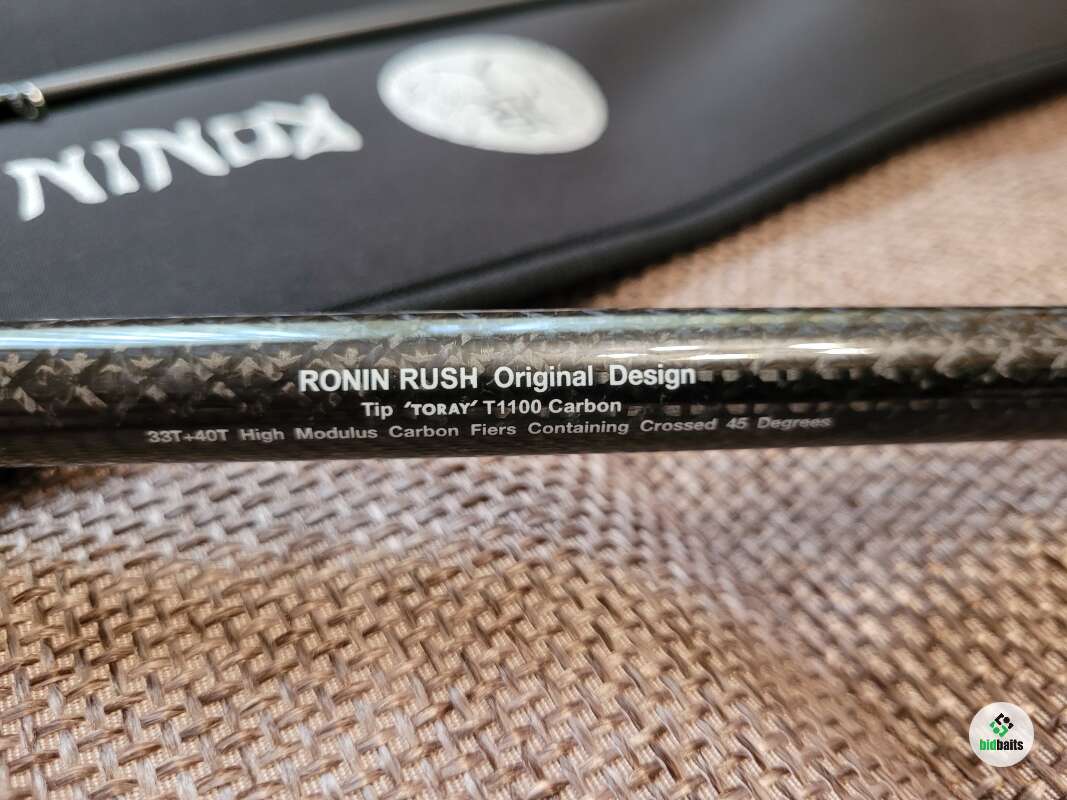 RONIN
RONIN RUSH Original Design
Tip ‘TORAY’ T1100 Carbon
33T+40T High Modulus Carbon Fiers Containing Crossed 45 Degrees
bidbaits